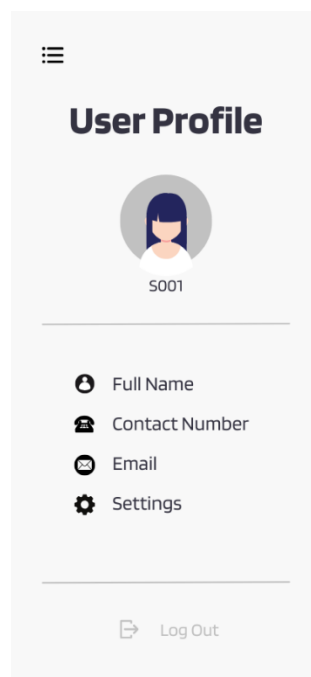 User Profile
S001
Full Name
Contact Number
Email
Settings
Log Out